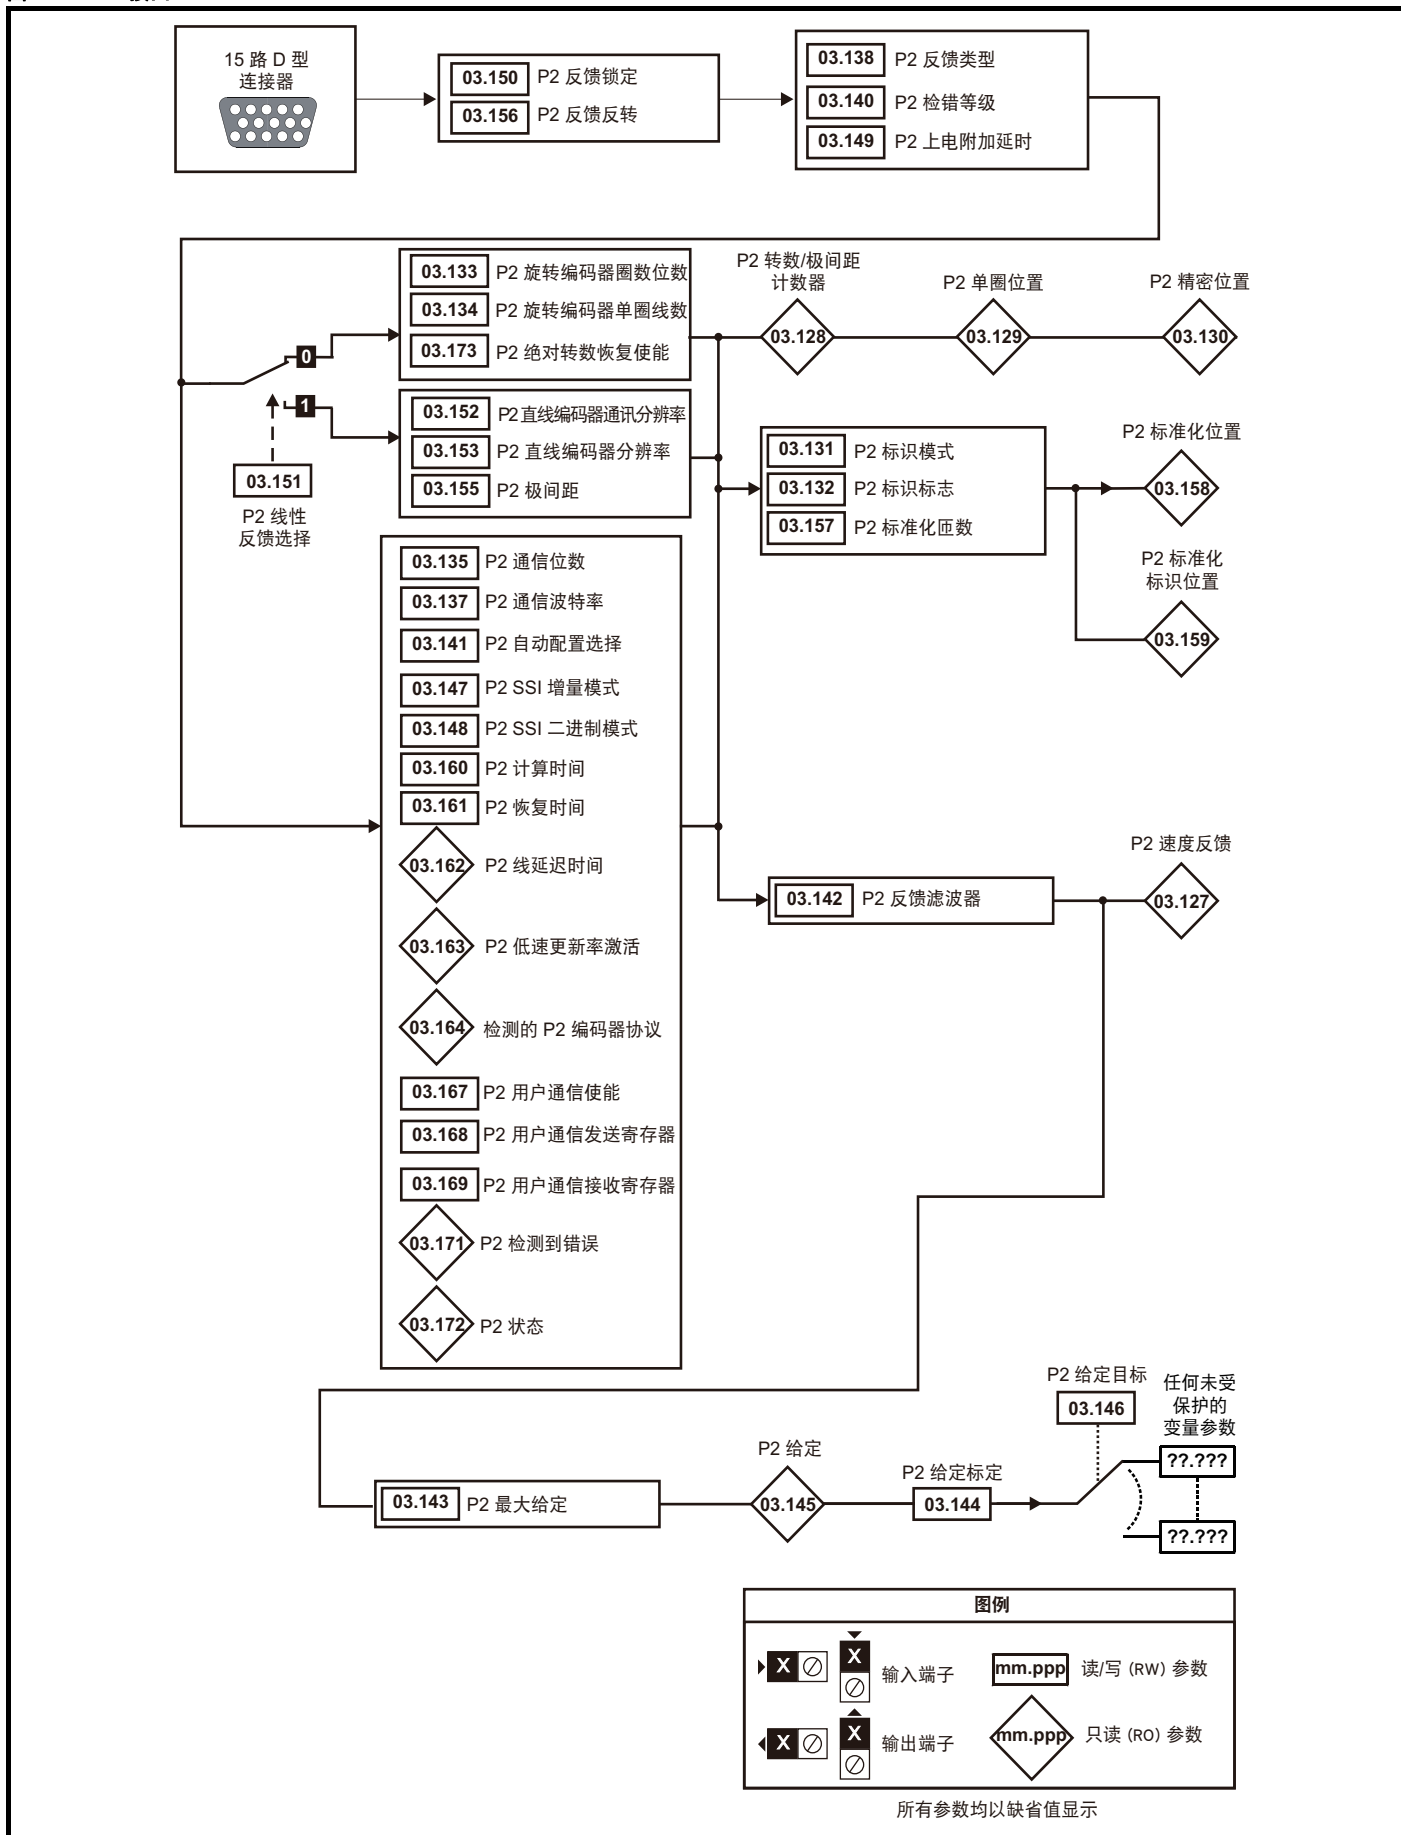 15 路 D 型
连接器
03.150 P2 反馈锁定
03.156 P2 反馈反转
03.138 P2 反馈类型
03.140 P2 检错等级
03.149 P2 上电附加延时
03.133 P2 旋转编码器圈数位数
03.134 P2 旋转编码器单圈线数
03.173 P2 绝对转数恢复使能
0
1
03.151
P2 线性
反馈选择
03.152 P2直线编码器通讯分辨率
03.153 P2 直线编码器分辨率
03.155 P2 极间距
P2 转数/极间距
计数器
03.128
P2 单圈位置
03.129
P2 精密位置
03.130
03.131 P2 标识模式
03.132 P2 标识标志
03.157 P2 标准化匝数
P2 标准化位置
03.158
P2 标准化
标识位置
03.159
03.135 P2 通信位数
03.137 P2 通信波特率
03.141 P2 自动配置选择
03.147 P2 SSI 增量模式
03.148 P2 SSI 二进制模式
03.160 P2 计算时间
03.161 P2 恢复时间
03.162 P2 线延迟时间
03.163 P2 低速更新率激活
03.164 检测的 P2 编码器协议
03.167 P2 用户通信使能
03.168 P2 用户通信发送寄存器
03.169 P2 用户通信接收寄存器
03.171 P2 检测到错误
03.172 P2 状态
03.142 P2 反馈滤波器
P2 速度反馈
03.127
03.143 P2 最大给定
P2 给定
03.145
P2 给定标定
03.144
P2 给定目标
03.146
任何未受
保护的
变量参数
??.???
??.???
图例
X X 输入端子
mm.ppp 读/写 (RW) 参数
X X 输出端子
mm.ppp 只读 (RO) 参数
所有参数均以缺省值显示